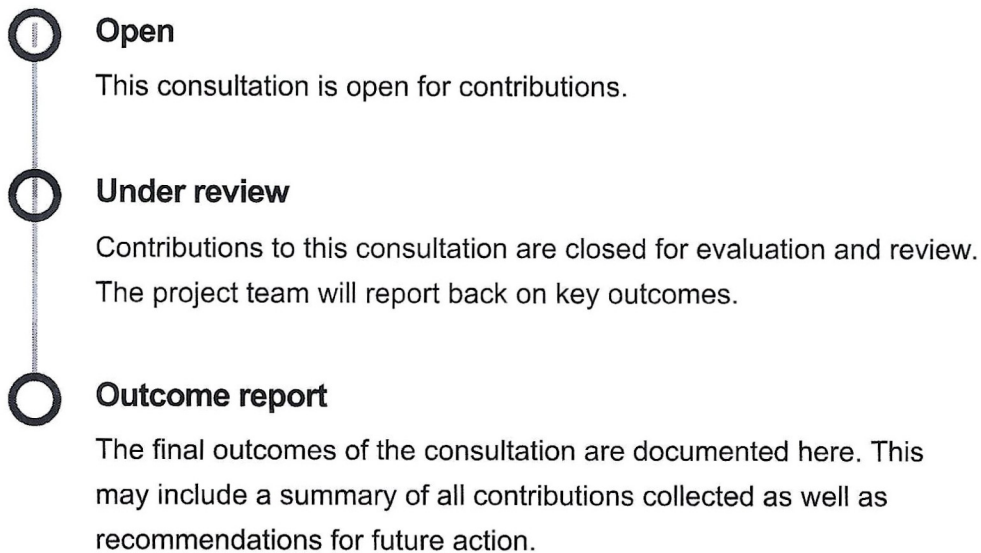 Open
This consultation is open for contributions.
Under review
Contributions to this consultation are closed for evaluation and review.
The project team will report back on key outcomes.
Outcome report
The final outcomes of the consultation are documented here. This
may include a summary of all contributions collected as well as
recommendations for future action.